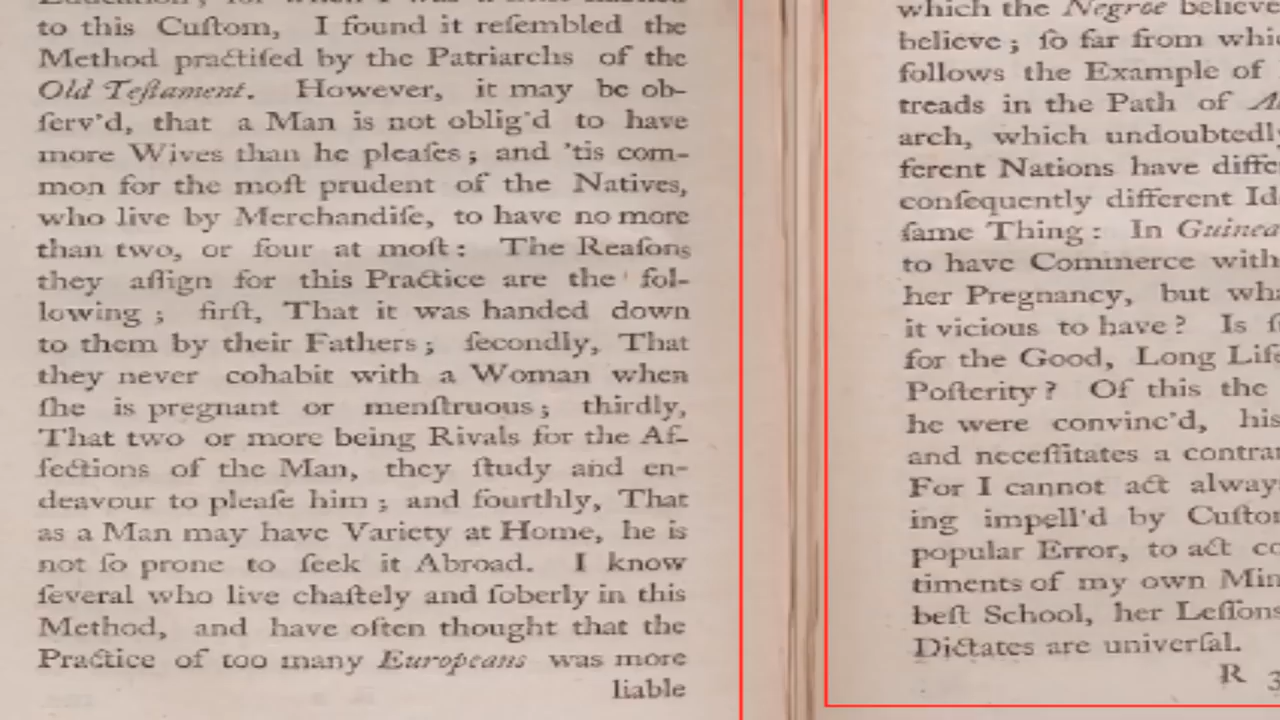 to this Cuſtom, I found it reſembled the
Method practiſed by the Patriarchs of the
Old Teſtament. However, it may be ob-
ſerv'd, that a Man is not oblig'd to have
more Wives than he pleaſes; and 'tis com-
mon for the moſt prudent of the Natives,
who live by Merchandiſe, to have no more
than two, or four at moſt: The Reaſons
they aſſign for this Practice are the fol-
lowing; firſt, That it was handed down
to them by their Fathers; ſecondly, That
they never cohabit with a Woman when
ſhe is pregnant or menſtruous; thirdly,
That two or more being Rivals for the Af-
fections of the Man, they ſtudy and en-
deavour to pleaſe him; and fourthly, That
as a Man may have Variety at Home, he is
not ſo prone to ſeek it Abroad. I know
ſeveral who live chaſtely and ſoberly in this
Method, and have often thought that the
Practice of too many Europeans was more
liable
which the Negroe believe
believe; ſo far from
follows the Example of
treads in the Path of
arch, which undoubtedly
ferent Nations have
conſequently different
ſame Thing: In Guinea
to have Commerce with
her Pregnancy, but
it vicious to have? Is
for the Good, Long
Poſterity? Of this the
he were convinc'd, his
and neceſſitates a
For I cannot act
ing impell'd by
popular Error, to act
timents of my own
beſt School, her Leſſons
Dictates are univerſal.
R 3